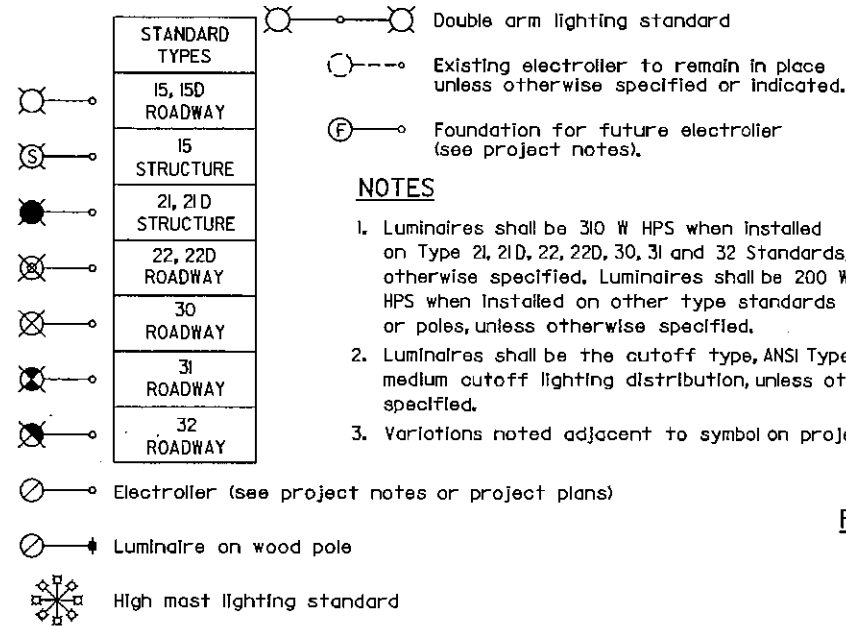 STANDARD
TYPES
15, 15D
ROADWAY
S
15
STRUCTURE
21, 21D
STRUCTURE
22, 22D
ROADWAY
30
ROADWAY
31
ROADWAY
32
ROADWAY
Electrolier (see project notes or project plans)
Luminaire on wood pole
High mast lighting standard
Double arm lighting standard
Existing electrolier to remain in place
unless otherwise specified or indicated.
F
Foundation for future electrolier
(see project notes).
NOTES
1. Luminaires shall be 310 W HPS when installed
on Type 21, 21D, 22, 22D, 30, 31 and 32 Standards,
otherwise specified. Luminaires shall be 200 W
HPS when installed on other type standards
or poles, unless otherwise specified.
2. Luminaires shall be the cutoff type, ANSI Type
medium cutoff lighting distribution, unless ot
specified.
3. Variations noted adjacent to symbol on proj